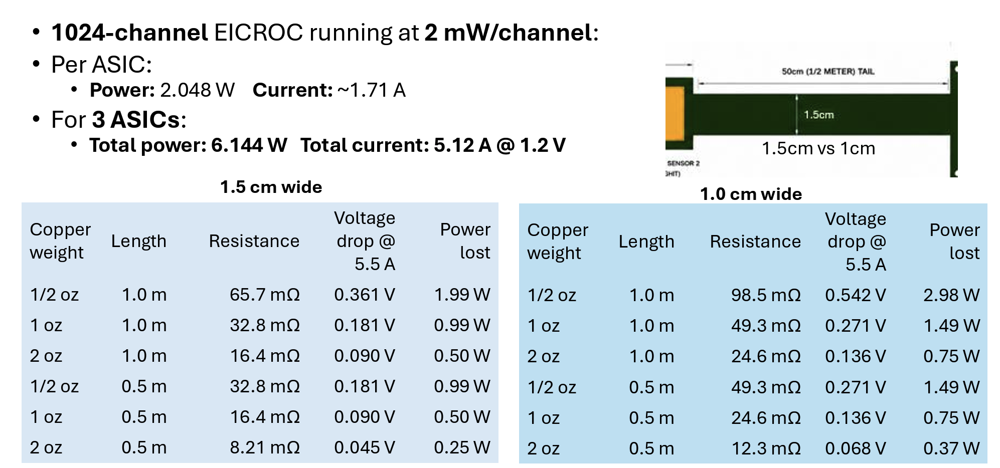 • 1024-channel EICROC running at 2 mW/channel:
• Per ASIC:
• Power: 2.048 W Current: ~1.71 A
• For 3 ASICs:
• Total power: 6.144 W Total current: 5.12 A @ 1.2 V
50cm (1/2 METER) TAIL
1.5cm
1.5cm vs 1cm
SENSOR 2
GHIT)
1.5 cm wide
Copper weight Length Resistance Voltage drop @ 5.5 A Power lost
1/2 oz 1.0 m 65.7 mΩ 0.361 V 1.99 W
1 oz 1.0 m 32.8 mΩ 0.181 V 0.99 W
2 oz 1.0 m 16.4 mΩ 0.090 V 0.50 W
1/2 oz 0.5 m 32.8 mΩ 0.181 V 0.99 W
1 oz 0.5 m 16.4 mΩ 0.090 V 0.50 W
2 oz 0.5 m 8.21 mΩ 0.045 V 0.25 W
1.0 cm wide
Copper weight Length Resistance Voltage drop @ 5.5 A Power lost
1/2 oz 1.0 m 98.5 mΩ 0.542 V 2.98 W
1 oz 1.0 m 49.3 mΩ 0.271 V 1.49 W
2 oz 1.0 m 24.6 mΩ 0.136 V 0.75 W
1/2 oz 0.5 m 49.3 mΩ 0.271 V 1.49 W
1 oz 0.5 m 24.6 mΩ 0.136 V 0.75 W
2 oz 0.5 m 12.3 mΩ 0.068 V 0.37 W